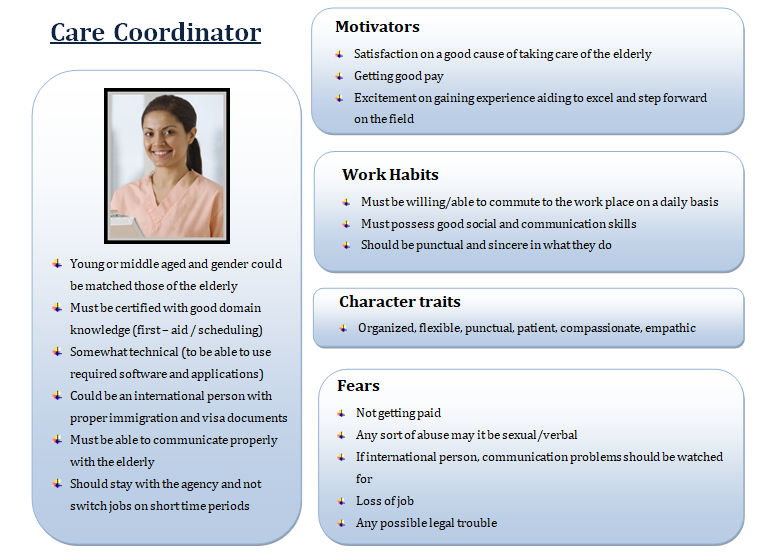 Care Coordinator
Young or middle aged and gender could
be matched those of the elderly
Must be certified with good domain
knowledge (first – aid / scheduling)
Somewhat technical (to be able to use
required software and applications)
Could be an international person with
proper immigration and visa documents
Must be able to communicate properly
with the elderly
Should stay with the agency and not
switch jobs on short time periods
Motivators
Satisfaction on a good cause of taking care of the elderly
Getting good pay
Excitement on gaining experience aiding to excel and step forward
on the field
Work Habits
Must be willing/able to commute to the work place on a daily basis
Must possess good social and communication skills
Should be punctual and sincere in what they do
Character traits
Organized, flexible, punctual, patient, compassionate, empathic
Fears
Not getting paid
Any sort of abuse may it be sexual/verbal
If international person, communication problems should be watched
for
Loss of job
Any possible legal trouble